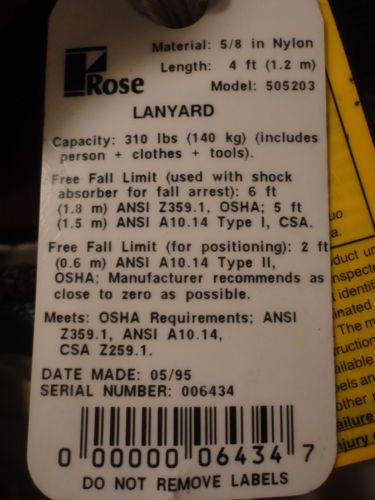 Rose
Material: 5/8 in Nylon
Length: 4 ft (1.2 m)
Model: 505203
LANYARD
Capacity: 310 lbs (140 kg) (includes
person + clothes + tools).
Free Fall Limit (used with shock
absorber for fall arrest): 6 ft
(1.8 m) ANSI Z359.1, OSHA; 5 ft
(1.5 m) ANSI A10.14 Type I, CSA.
Free Fall Limit (for positioning): 2 ft
(0.6 m) ANSI A10.14 Type II,
OSHA; Manufacturer recommends as
close to zero as possible.
Meets: OSHA Requirements; ANSI
Z359.1, ANSI A10.14,
CSA Z259.1.
DATE MADE: 05/95
SERIAL NUMBER: 006434
0 00000 06434 7
DO NOT REMOVE LABELS